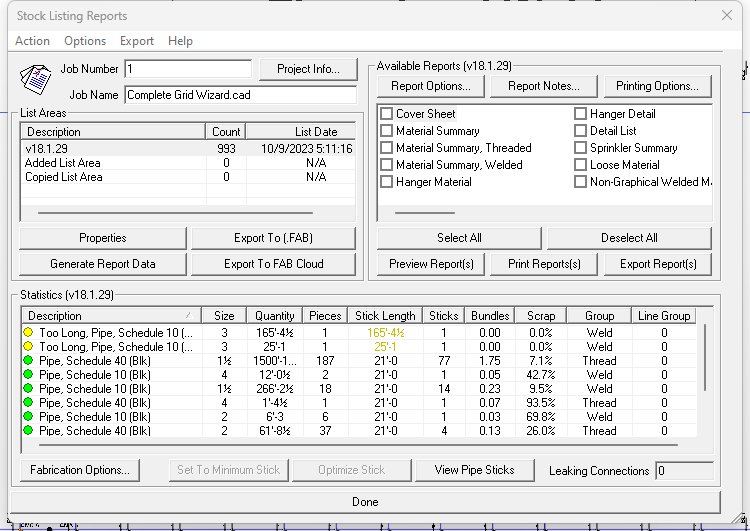 Stock Listing Reports
Action Options Export Help
Job Number 1 Project Info...
Job Name Complete Grid Wizard.cad
Available Reports (v18.1.29)
Report Options... Report Notes... Printing Options...
Cover Sheet Hanger Detail
Material Summary Detail List
Material Summary, Threaded Sprinkler Summary
Material Summary, Welded Loose Material
Hanger Material Non-Graphical Welded
Select All Deselect All
Preview Report(s) Print Reports(s) Export Report(s)
List Areas
Description Count List Date
v18.1.29 993 10/9/2023 5:11:16
Added List Area 0 N/A
Copied List Area 0 N/A
Properties Export To (.FAB)
Generate Report Data Export To FAB Cloud
Statistics (v18.1.29)
Description Size Quantity Pieces Stick Length Sticks Bundles Scrap Group Line Group
Too Long, Pipe, Schedule 10 (... 3 165'-4½ 1 165'-4½ 1 0.00 0.0% Weld 0
Too Long, Pipe, Schedule 10 (... 3 25'-1 1 25'-1 1 0.00 0.0% Weld 0
Pipe, Schedule 40 (Blk) 1½ 1500'-1... 187 21'-0 77 1.75 7.1% Thread 0
Pipe, Schedule 10 (Blk) 4 12'-0½ 2 21'-0 1 0.05 42.7% Weld 0
Pipe, Schedule 10 (Blk) 1½ 266'-2½ 18 21'-0 14 0.23 9.5% Weld 0
Pipe, Schedule 40 (Blk) 4 1'-4½ 1 21'-0 1 0.07 93.5% Thread 0
Pipe, Schedule 10 (Blk) 2 6'-3 6 21'-0 1 0.03 69.8% Weld 0
Pipe, Schedule 40 (Blk) 2 61'-8½ 37 21'-0 4 0.13 26.0% Thread 0
Fabrication Options... Set To Minimum Stick Optimize Stick View Pipe Sticks Leaking Connections 0
Done